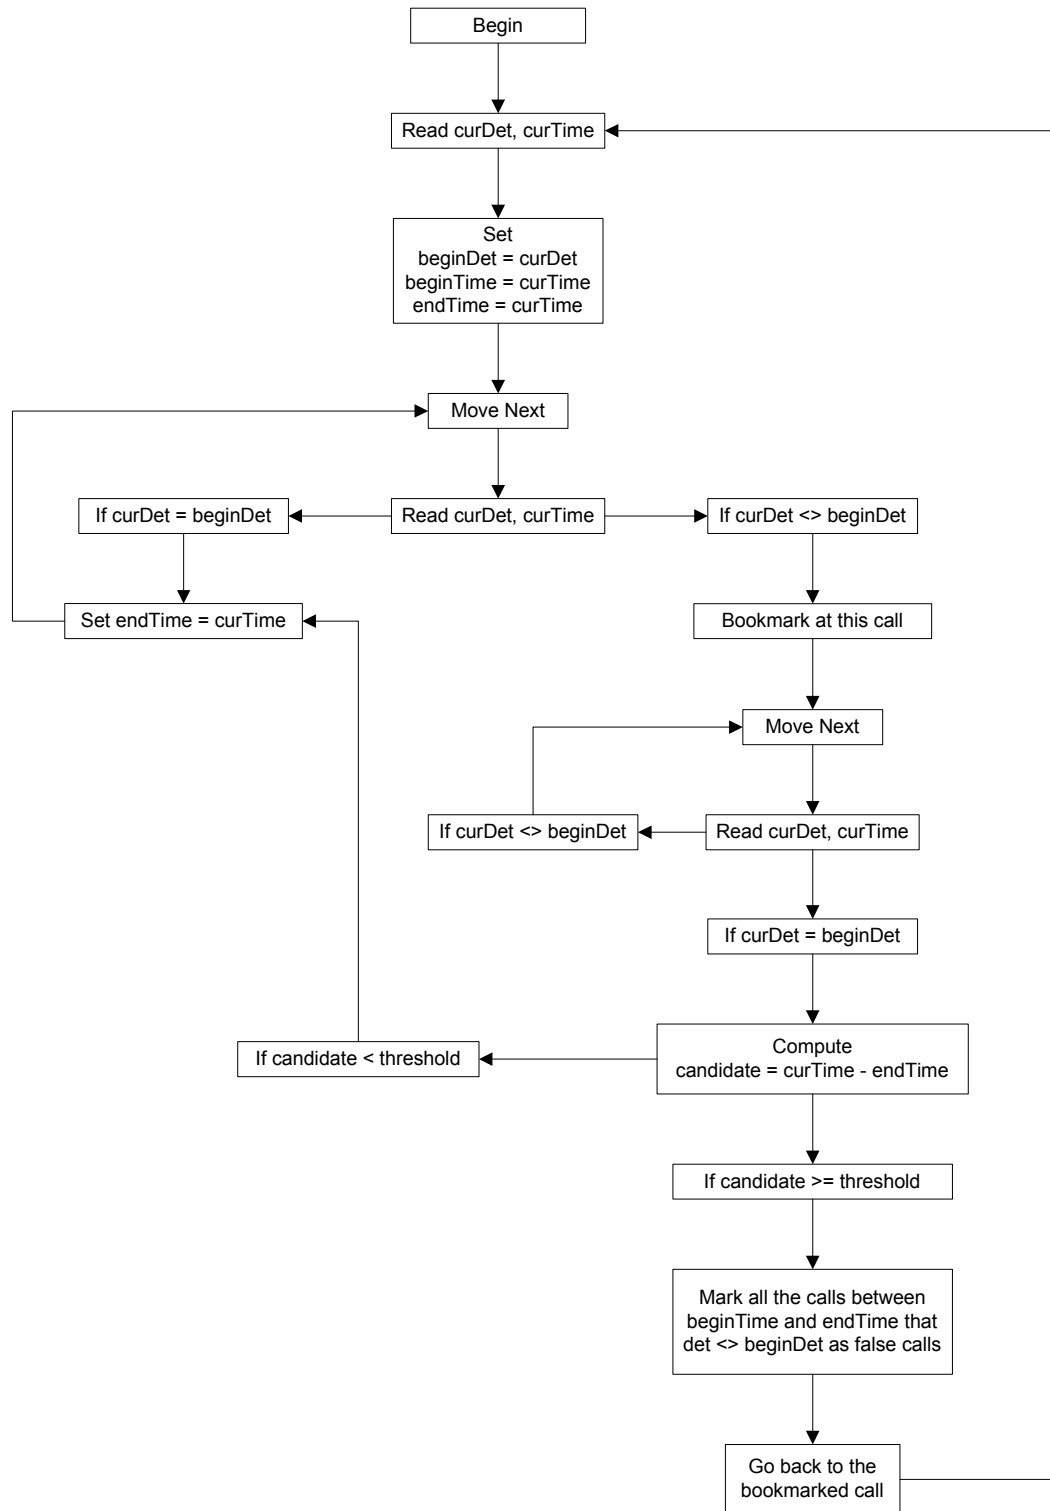 Begin
Read curDet, curTime
Set
beginDet = curDet
beginTime = curTime
endTime = curTime
Move Next
If curDet = beginDet
Read curDet, curTime
If curDet <> beginDet
Set endTime = curTime
Bookmark at this call
Move Next
If curDet <> beginDet
Read curDet, curTime
If curDet = beginDet
If candidate < threshold
Compute
candidate = curTime - endTime
If candidate >= threshold
Mark all the calls between
beginTime and endTime that
det <> beginDet as false calls
Go back to the
bookmarked call